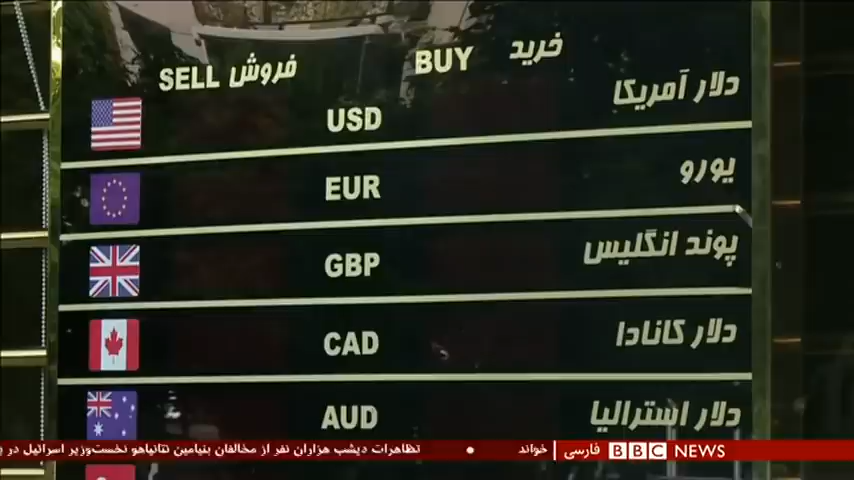 SELL فروش BUY خرید
USD دلار آمریکا
EUR یورو
GBP پوند انگلیس
CAD دلار کانادا
AUD دلار استرالیا
تظاهرات دیشب هزاران نفر از مخالفان بنیامین نتانیاهو نخست‌وزیر اسرائیل در • خواند فارسی BBC NEWS